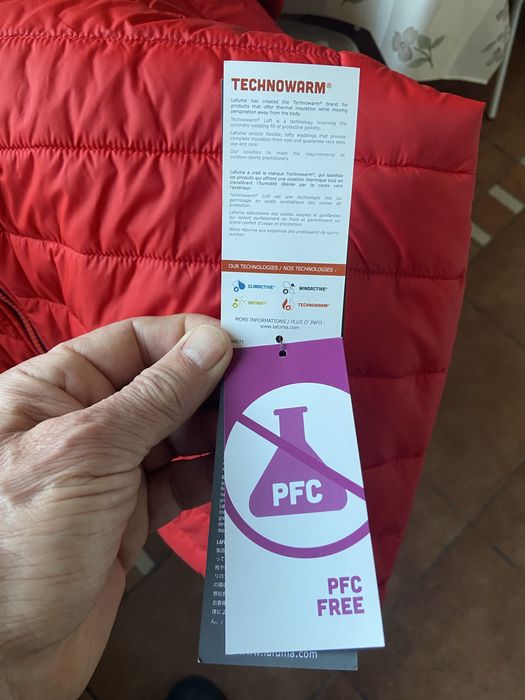 TECHNOWARM®
Lafuma has created the Technowarm® brand for
products that offer thermal insulation while moving
perspiration away from the body.
Technowarm® Loft is a technology involving the
synthetic wadding fill of protective jackets.
Lafuma selects flexible, lofty waddings that provide
complete insulation from cold and guarantee very easy
use and care.
Our solution to meet the requirements of
outdoor-sports practitioners.
Lafuma a créé la marque Technowarm®, qui labellise
les produits qui offrent une isolation thermique tout en
transférant l'humidité libérée par le corps vers
l'extérieur.
Technowarm® Loft est une technologie liée au
garnissage en ouate synthétique des vestes de
protection.
Lafuma sélectionne des ouates souples et gonflantes
qui isolent parfaitement du froid et garantissent un
grand confort d'usage et d'entretien.
Notre réponse aux exigences des pratiquants de sports
outdoor.
OUR TECHNOLOGIES / NOS TECHNOLOGIES :
CLIMACTIVE® WINDACTIVE®
DRYWAY® TECHNOWARM®
MORE INFORMATIONS / PLUS D'INFO :
www.lafuma.com
96071
PFC
PFC
FREE
www.lafuma.com